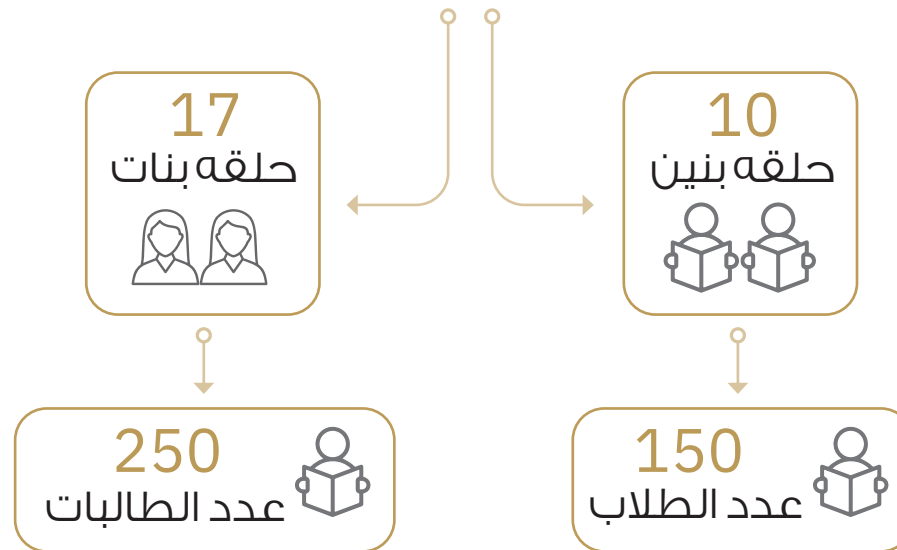 10
حلقه بنين
17
حلقه بنات
150
عدد الطلاب
250
عدد الطالبات